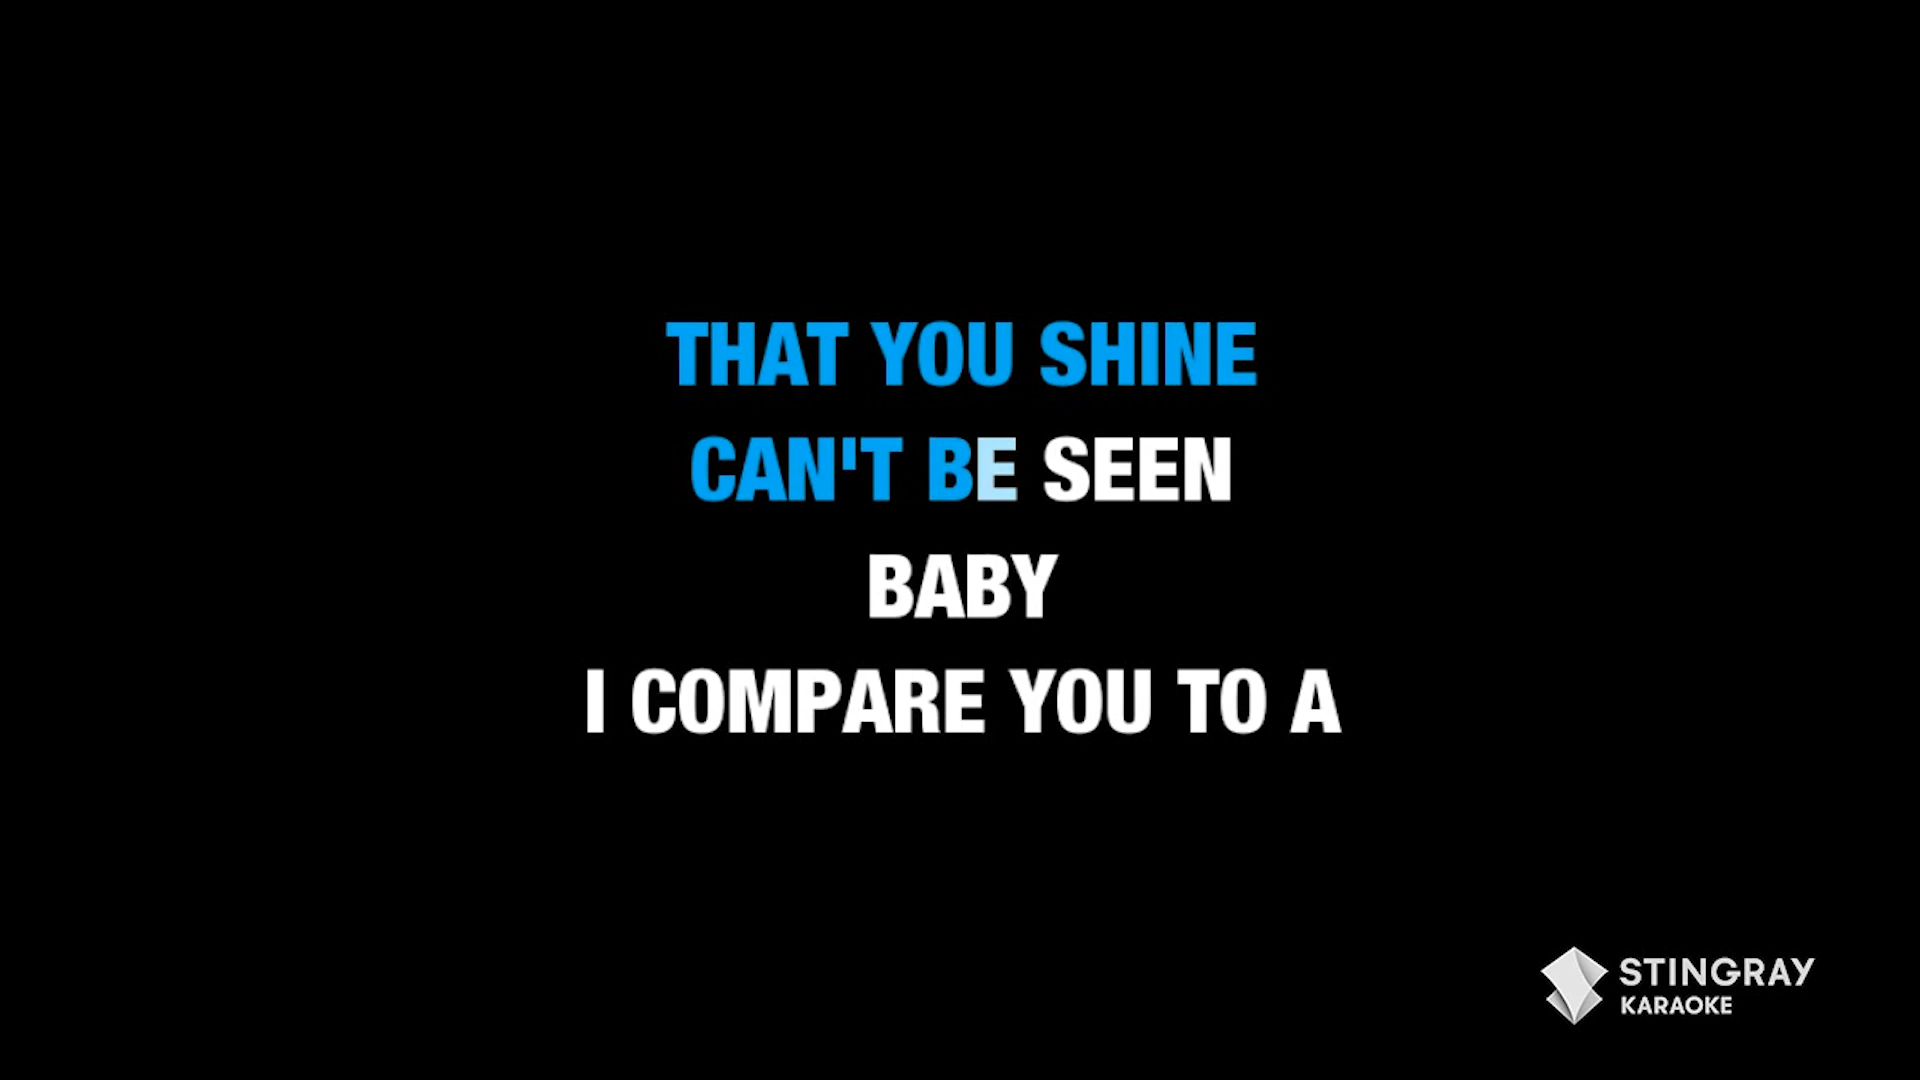 THAT YOU SHINE
CAN'T BE SEEN
BABY
I COMPARE YOU TO A
STINGRAY
KARAOKE